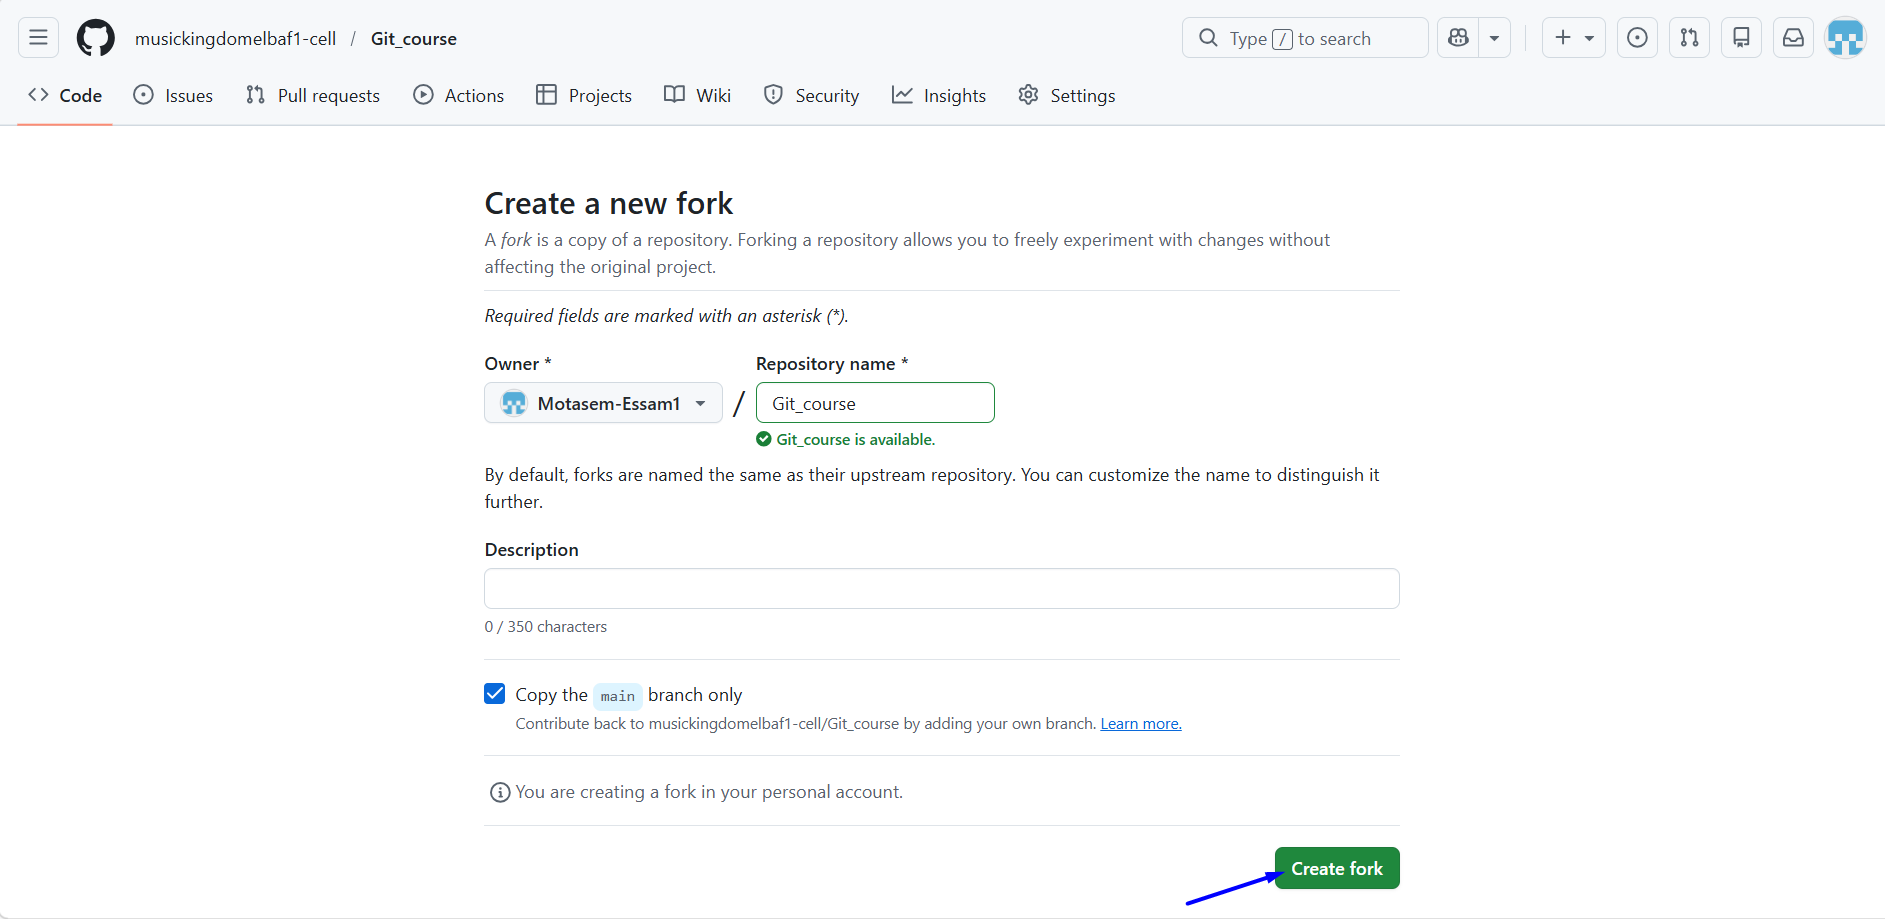 musickingdomelbaf1-cell / Git_course
Type / to search
Code Issues Pull requests Actions Projects Wiki Security Insights Settings
Create a new fork
A fork is a copy of a repository. Forking a repository allows you to freely experiment with changes without
affecting the original project.
Required fields are marked with an asterisk (*).
Owner * Repository name *
Motasem-Essam1 / Git_course
Git_course is available.
By default, forks are named the same as their upstream repository. You can customize the name to distinguish it
further.
Description
0 / 350 characters
Copy the main branch only
Contribute back to musickingdomelbaf1-cell/Git_course by adding your own branch. Learn more.
You are creating a fork in your personal account.
Create fork